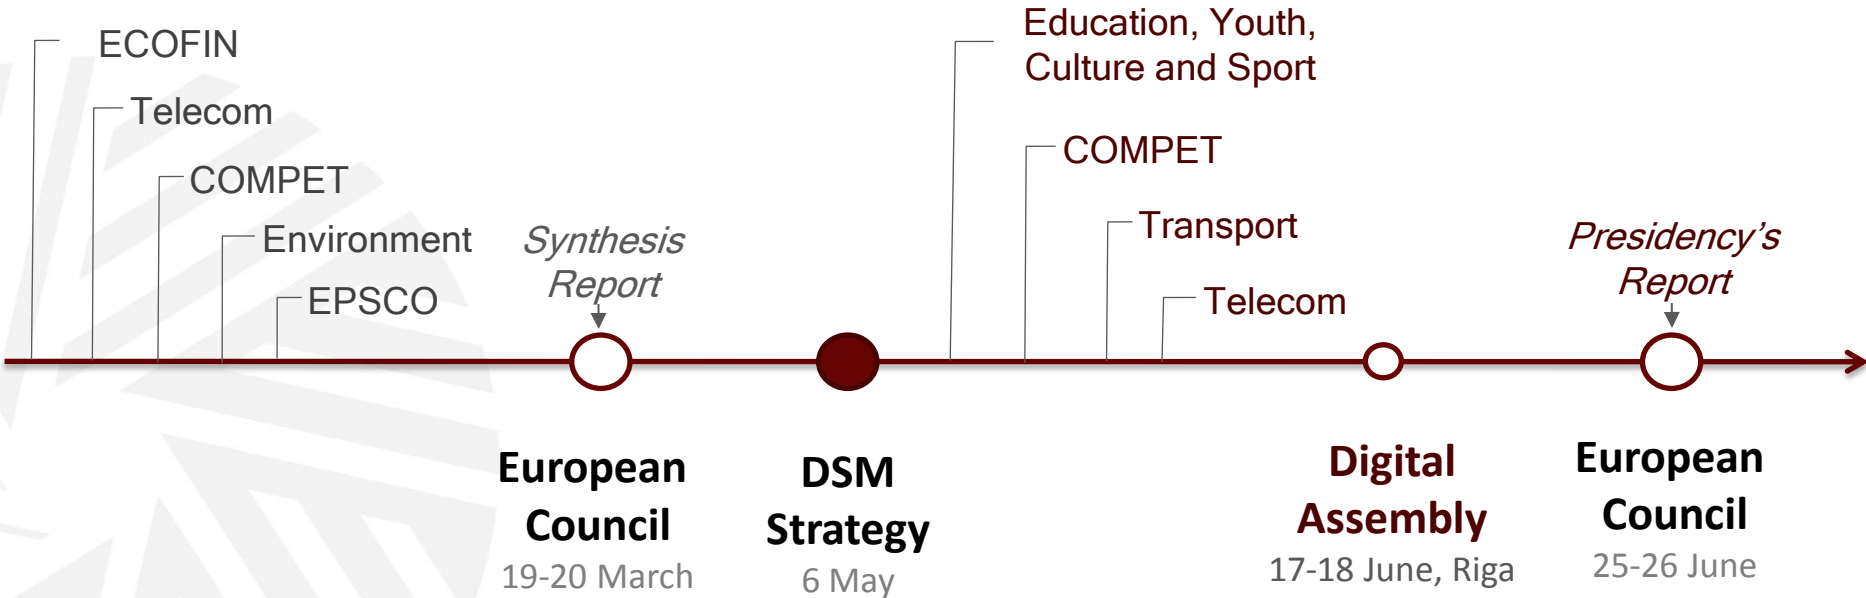 ECOFIN
Telecom
COMPET
Environment
EPSCO
Synthesis
Report
Education, Youth,
Culture and Sport
COMPET
Transport
Telecom
Presidency’s
Report
European
Council
19-20 March
DSM
Strategy
6 May
Digital
Assembly
17-18 June, Riga
European
Council
25-26 June